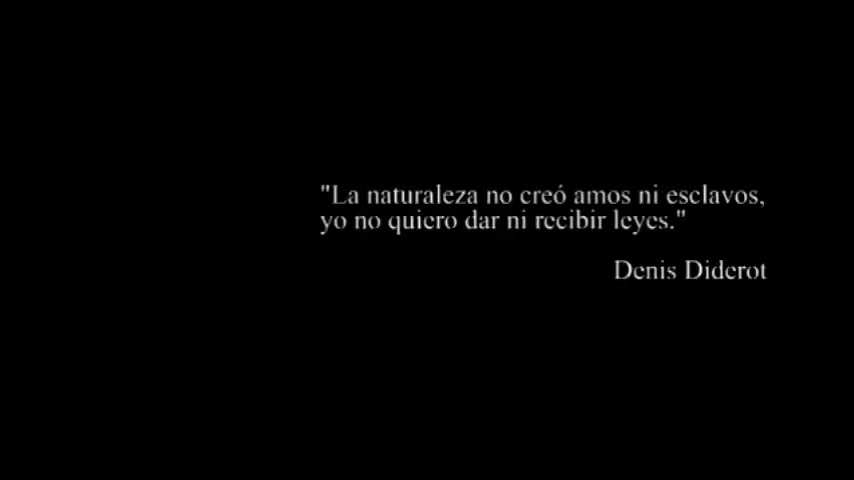 "La naturaleza no creó amos ni esclavos,
yo no quiero dar ni recibir leyes."
Denis Diderot